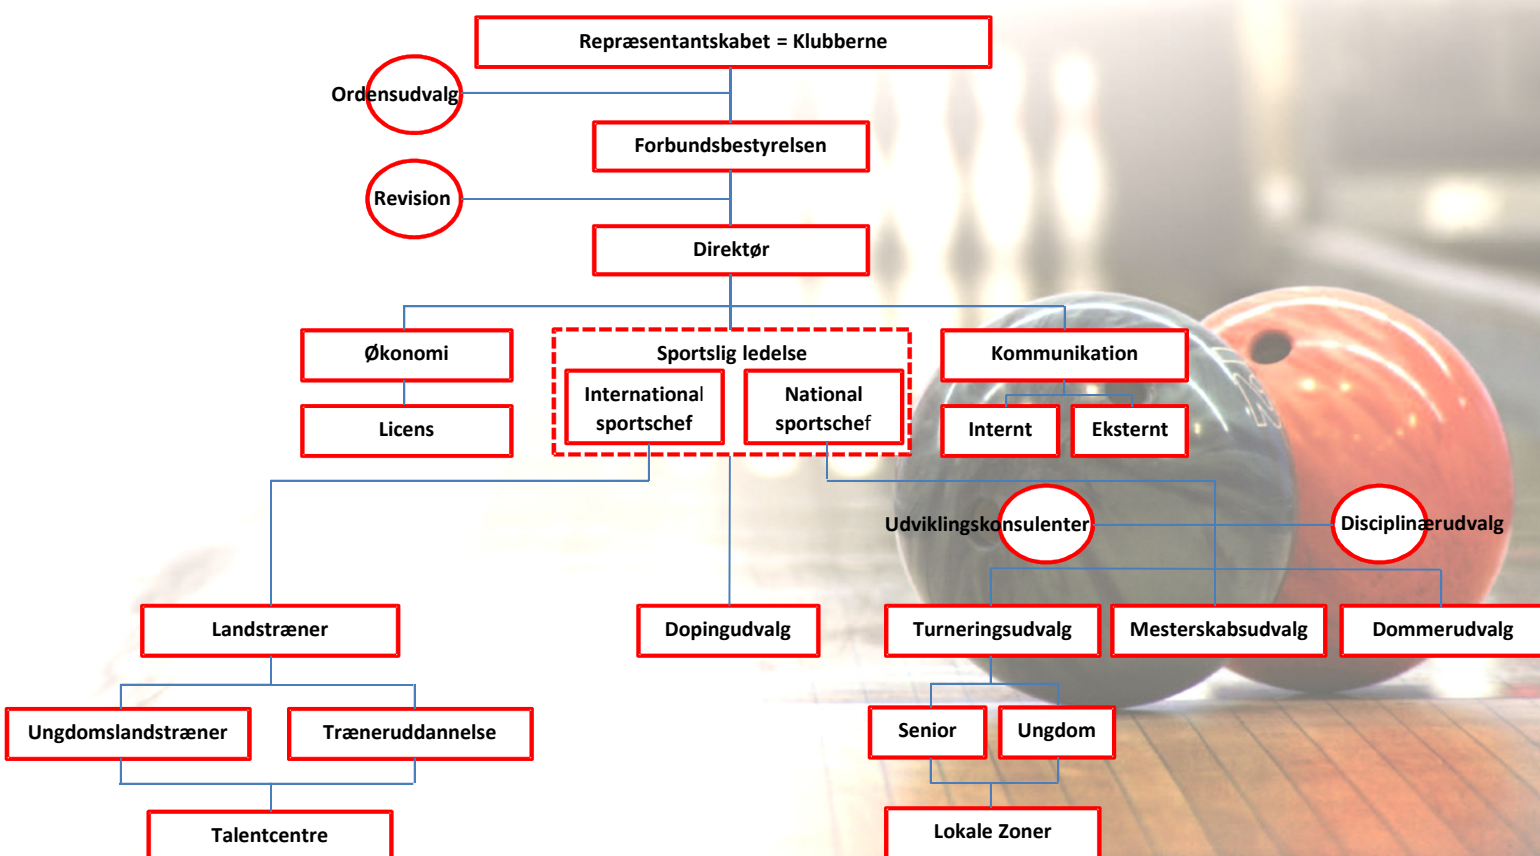 Repræsentantskabet = Klubberne
Ordensudvalg
Forbundsbestyrelsen
Revision
Direktør
Økonomi
Sportslig ledelse
Kommunikation
International
sportschef
National
sportschef
Licens
Internt
Eksternt
Udviklingskonsulenter
Disciplinærudvalg
Landstræner
Dopingudvalg
Turneringsudvalg
Mesterskabsudvalg
Dommerudvalg
Ungdomslandstræner
Træneruddannelse
Senior
Ungdom
Talentcentre
Lokale Zoner